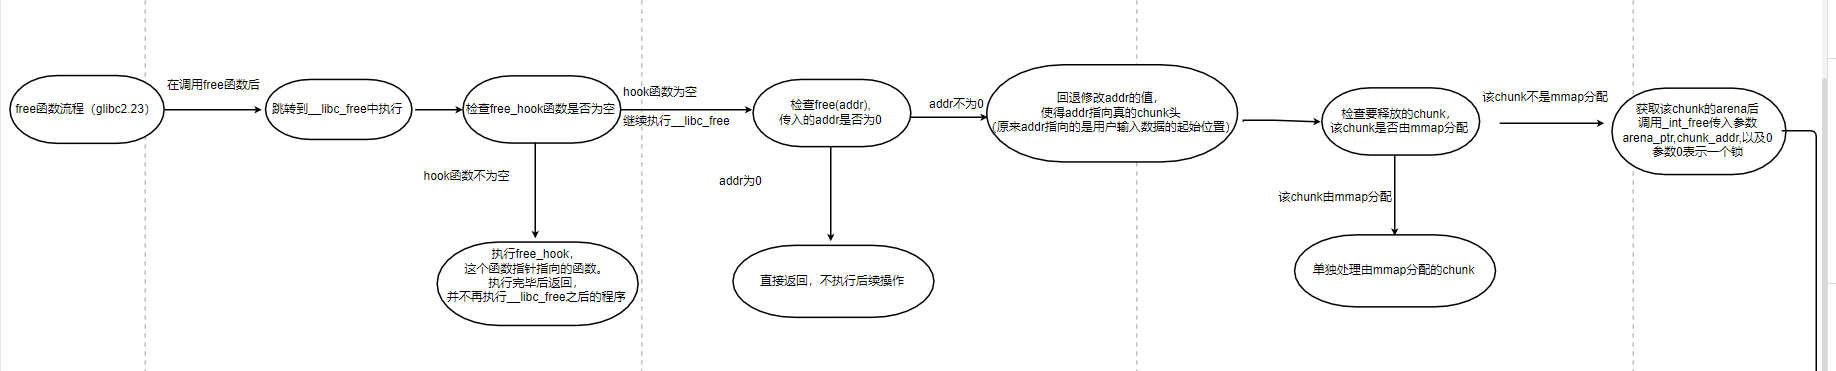 free函数流程（glibc2.23）
在调用free函数后
跳转到__libc_free中执行
检查free_hook函数是否为空
hook函数为空
继续执行__libc_free
hook函数不为空
执行free_hook，
这个函数指针指向的函数。
执行完毕后返回，
并不再执行__libc_free之后的程序
检查free(addr),
传入的addr是否为0
addr不为0
addr为0
直接返回，不执行后续操作
回退修改addr的值，
使得addr指向真的chunk头
（原来addr指向的是用户输入数据的起始位置）
检查要释放的chunk，
该chunk是否由mmap分配
该chunk不是mmap分配
该chunk由mmap分配
单独处理由mmap分配的chunk
获取该chunk的arena后
调用_int_free传入参数
arena_ptr,chunk_addr,以及0
参数0表示一个锁